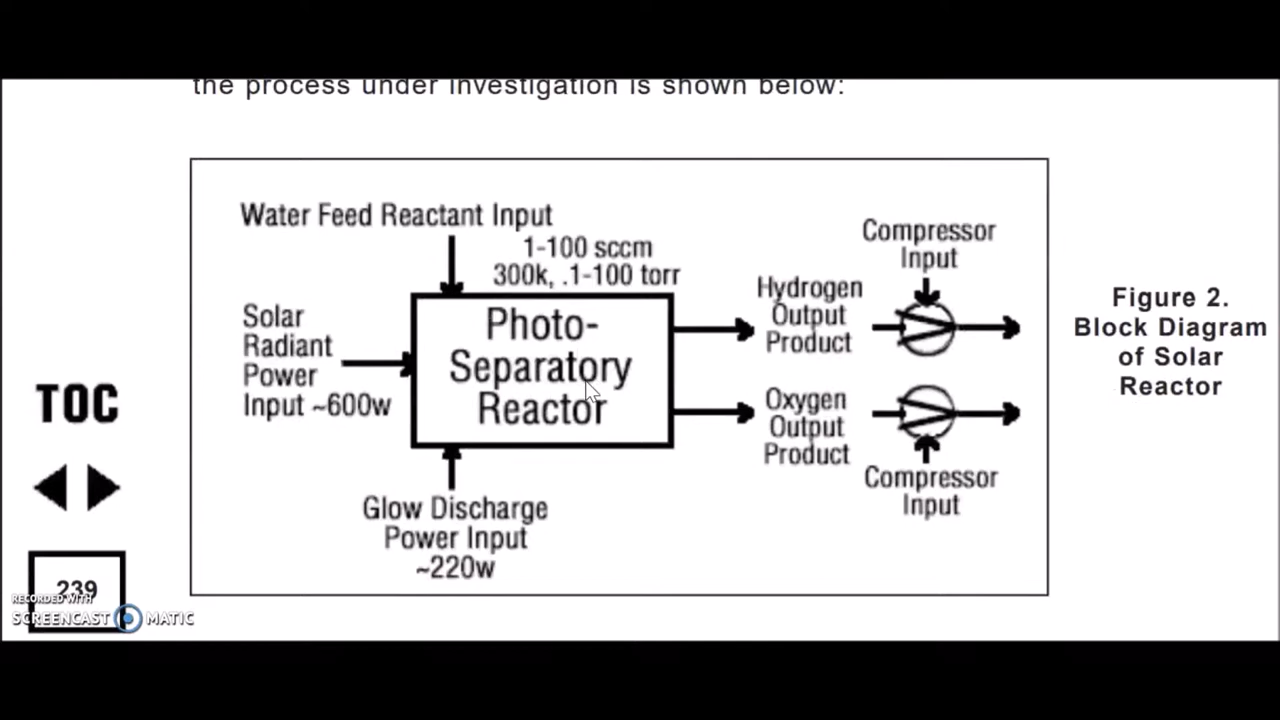 the process under investigation is shown below:
Water Feed Reactant Input
1-100 sccm
300k, .1-100 torr
Solar
Radiant
Power
Input ~600w
Photo-
Separatory
Reactor
Glow Discharge
Power Input
~220w
Hydrogen
Output
Product
Oxygen
Output
Product
Compressor
Input
Compressor
Input
Figure 2.
Block Diagram
of Solar
Reactor
TOC
239
RECORDED WITH
SCREENCAST MATIC